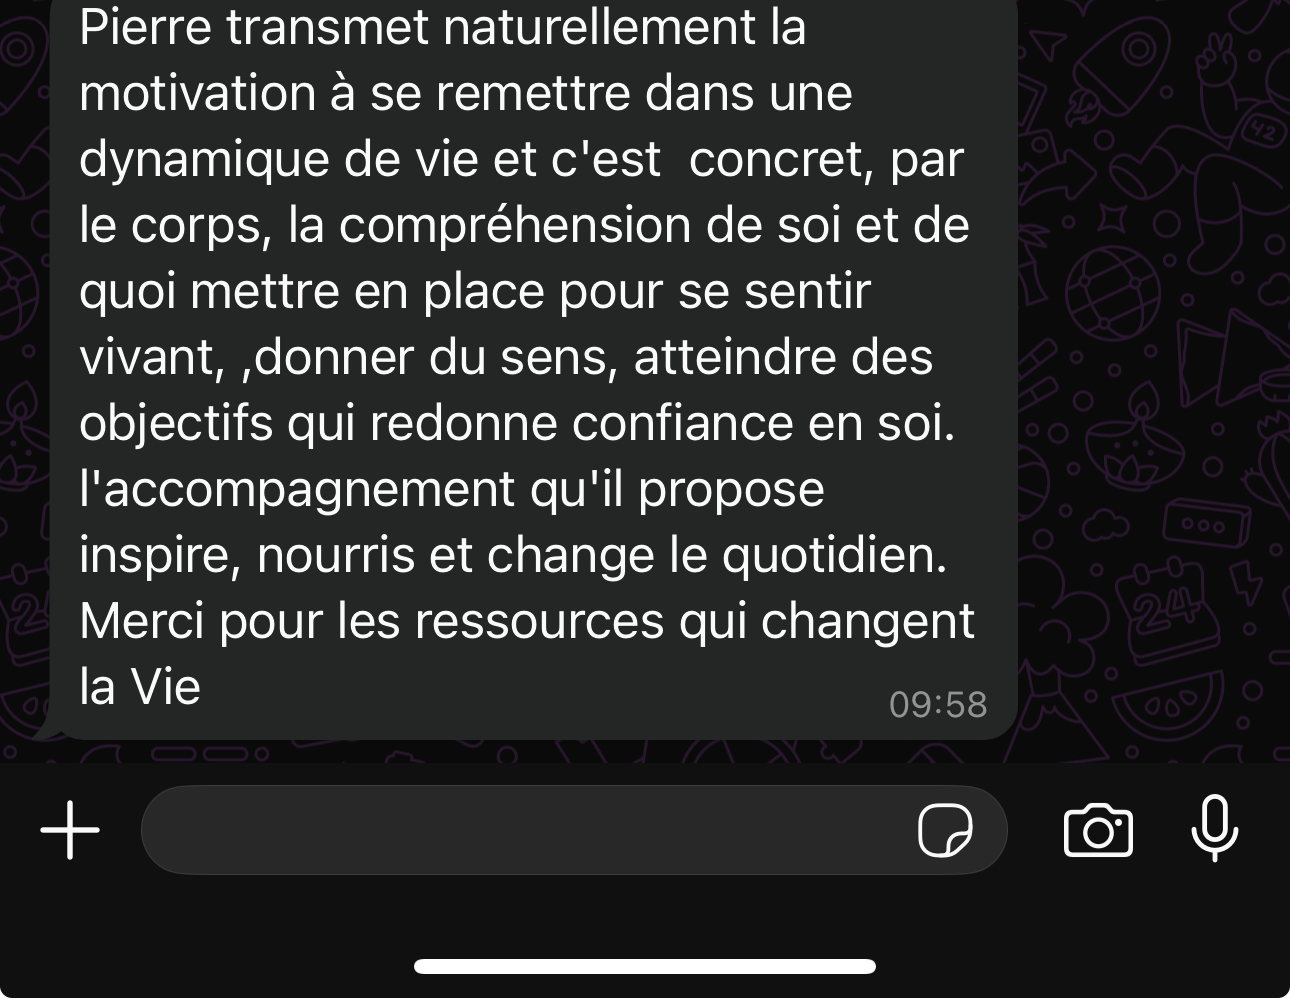 Pierre transmet naturellement la
motivation à se remettre dans une
dynamique de vie et c'est  concret, par
le corps, la compréhension de soi et de
quoi mettre en place pour se sentir
vivant, ,donner du sens, atteindre des
objectifs qui redonne confiance en soi.
l'accompagnement qu'il propose
inspire, nourris et change le quotidien.
Merci pour les ressources qui changent
la Vie
09:58
42
24
24